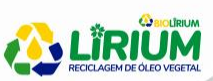 BIOLÍRIUM
LÍRIUM
RECICLAGEM DE ÓLEO VEGETAL